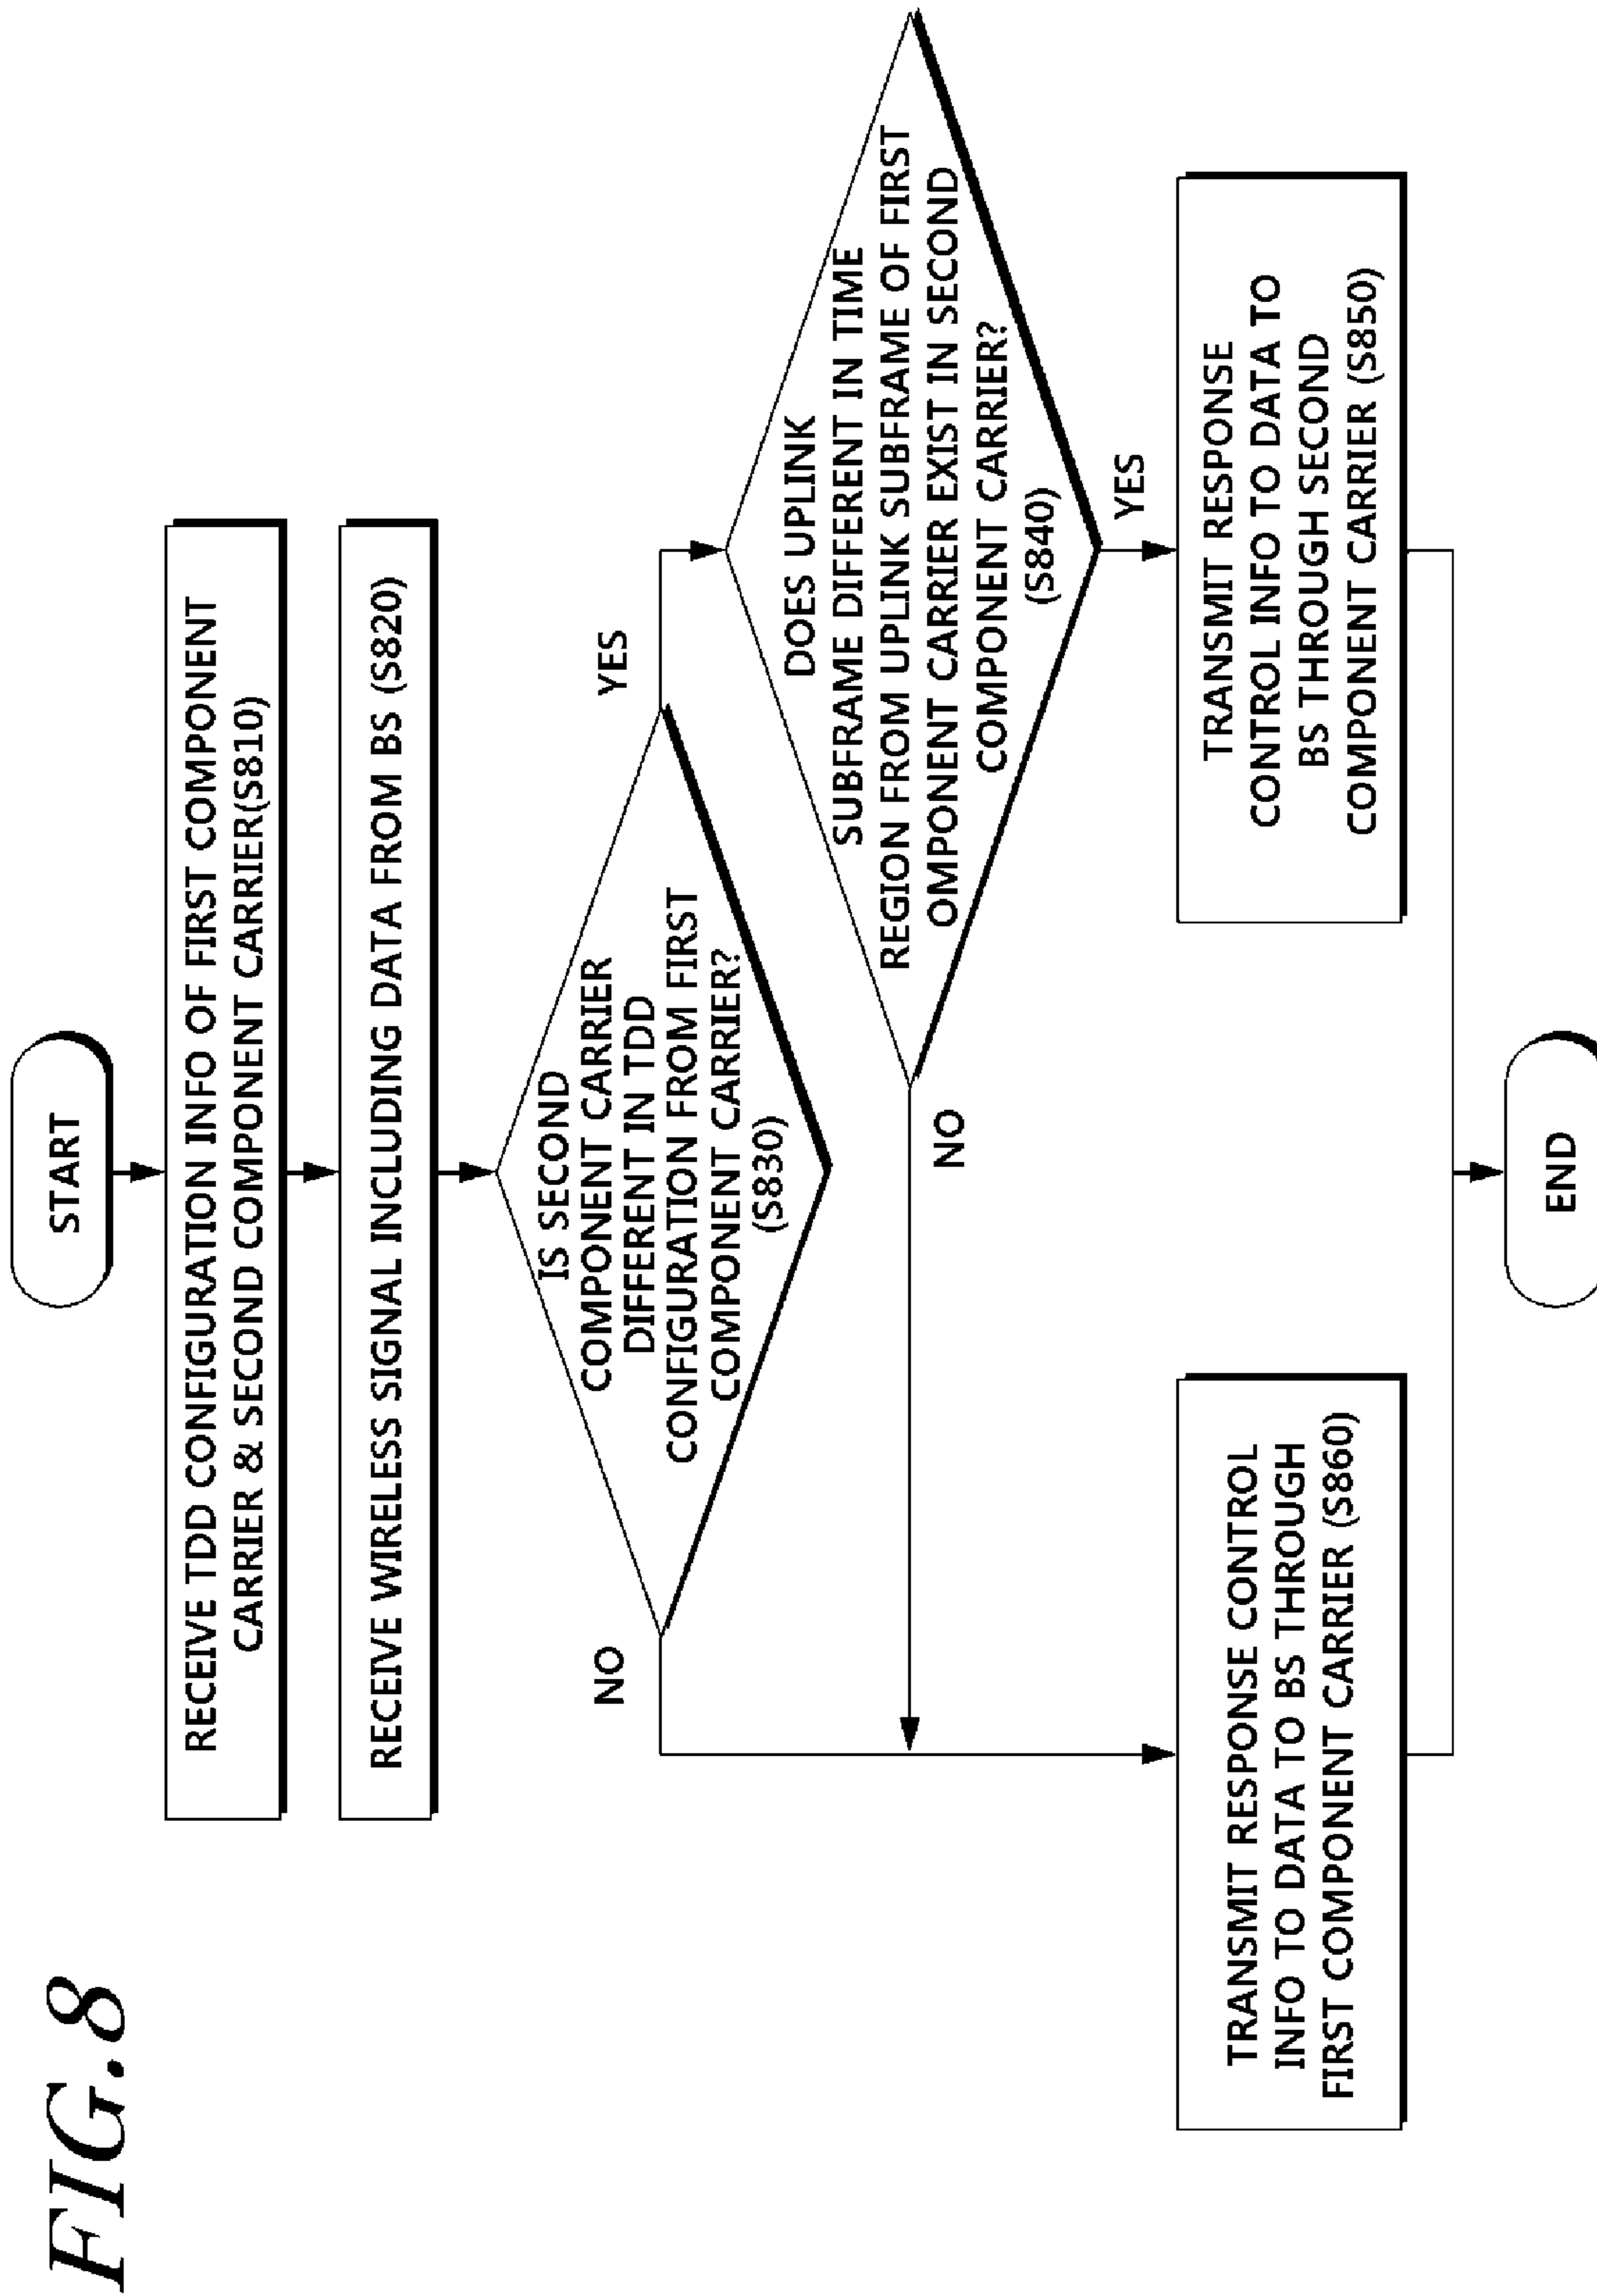 FIG.8
START
RECEIVE TDD CONFIGURATION INFO OF FIRST COMPONENT
CARRIER & SECOND COMPONENT CARRIER(S810)
RECEIVE WIRELESS SIGNAL INCLUDING DATA FROM BS (S820)
IS SECOND
COMPONENT CARRIER
DIFFERENT IN TDD
CONFIGURATION FROM FIRST
COMPONENT CARRIER?
(S830)
NO
YES
DOES UPLINK
SUBFRAME DIFFERENT IN TIME
REGION FROM UPLINK SUBFRAME OF FIRST
OMPONENT CARRIER EXIST IN SECOND
COMPONENT CARRIER?
(S840)
NO
YES
TRANSMIT RESPONSE CONTROL
INFO TO DATA TO BS THROUGH
FIRST COMPONENT CARRIER (S860)
TRANSMIT RESPONSE
CONTROL INFO TO DATA TO
BS THROUGH SECOND
COMPONENT CARRIER (S850)
END